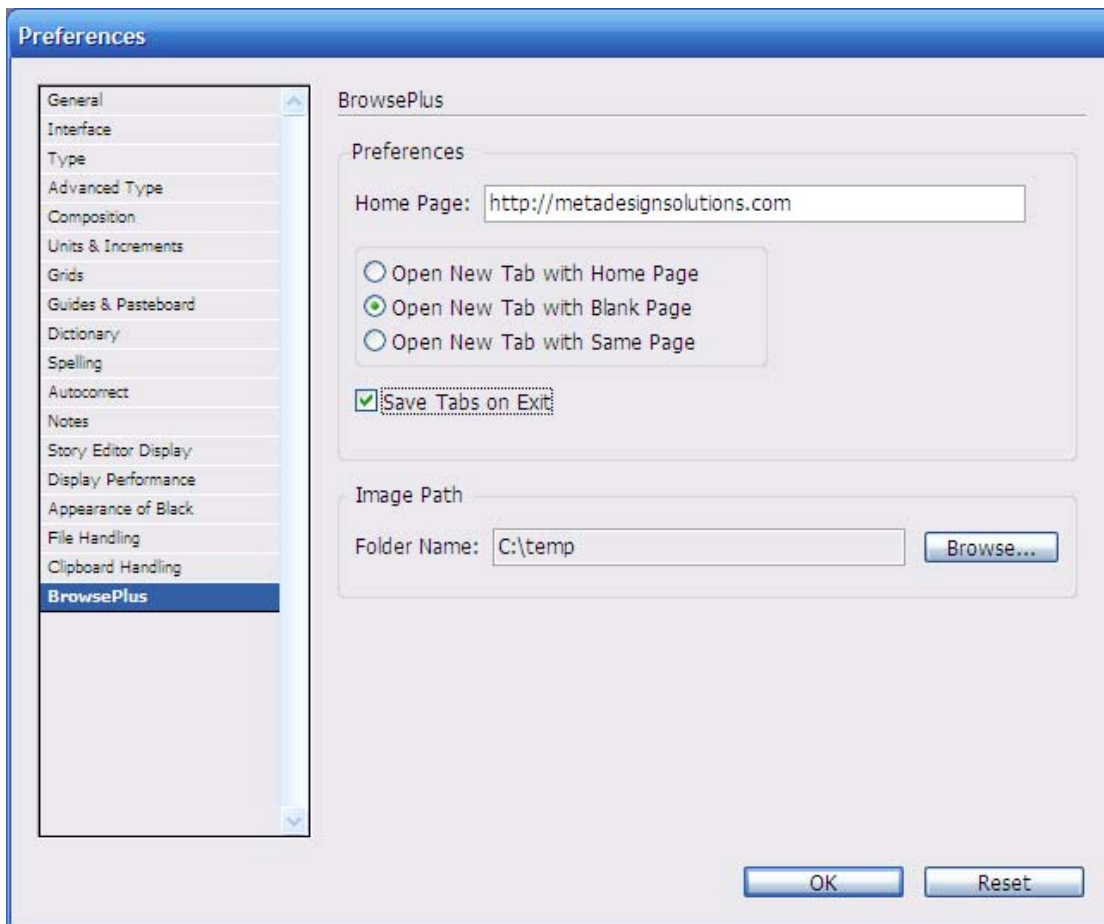 Preferences
General
Interface
Type
Advanced Type
Composition
Units & Increments
Grids
Guides & Pasteboard
Dictionary
Spelling
Autocorrect
Notes
Story Editor Display
Display Performance
Appearance of Black
File Handling
Clipboard Handling
BrowsePlus
BrowsePlus
Preferences
Home Page: http://metadesignsolutions.com
Open New Tab with Home Page
Open New Tab with Blank Page
Open New Tab with Same Page
Save Tabs on Exit
Image Path
Folder Name: C:\temp Browse...
OK Reset